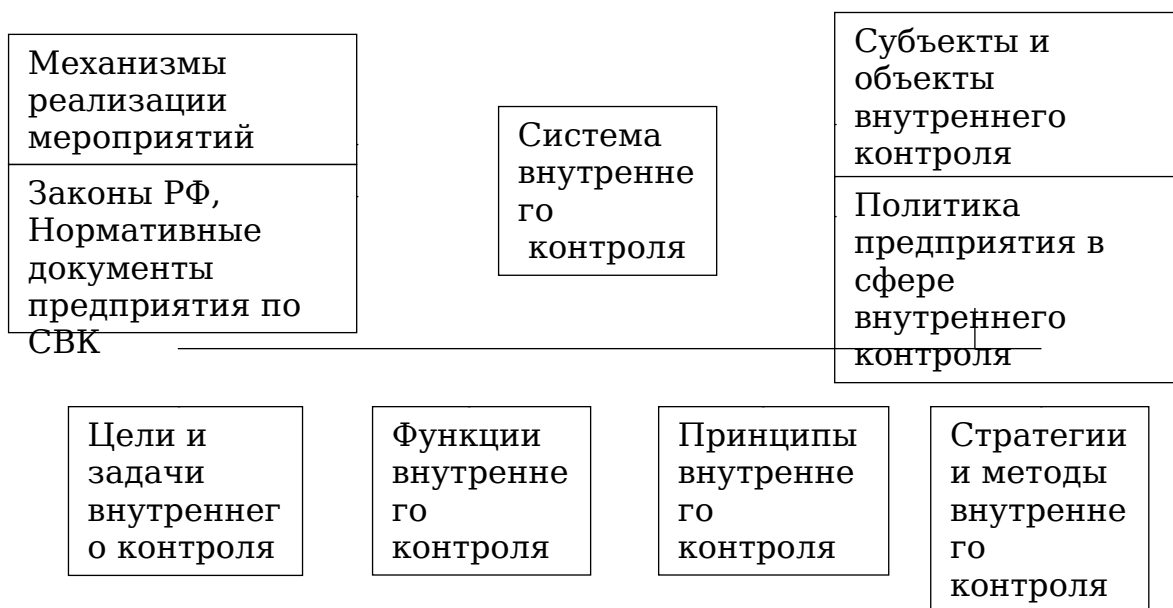 Механизмы
реализации
мероприятий
Законы РФ,
Нормативные
документы
предприятия по
СВК
Система
внутренне
го
контроля
Субъекты и
объекты
внутреннего
контроля
Политика
предприятия в
сфере
внутреннего
контроля
Цели и
задачи
внутреннег
о контроля
Функции
внутренне
го
контроля
Принципы
внутренне
го
контроля
Стратегии
и методы
внутренне
го
контроля